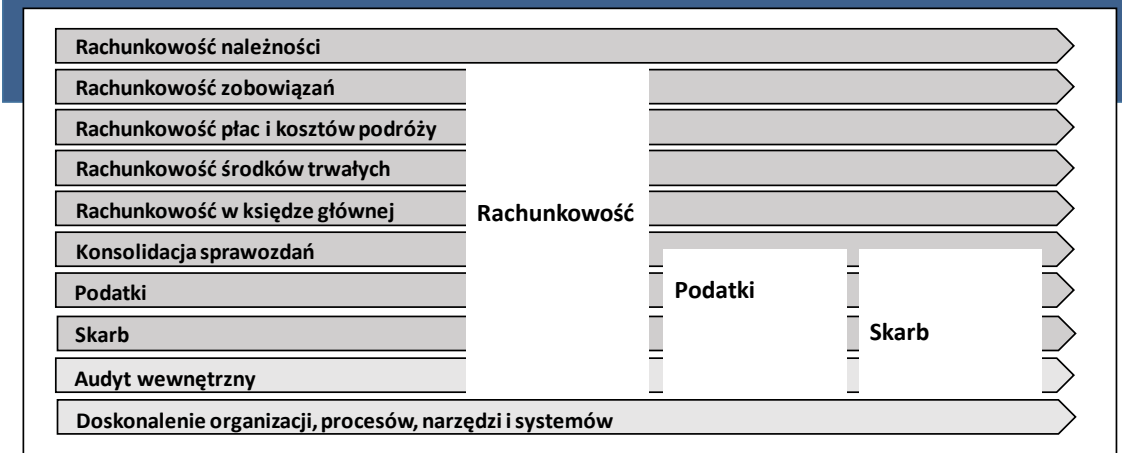 Rachunkowość należności
Rachunkowość zobowiązań
Rachunkowość płac i kosztów podróży
Rachunkowość środków trwałych
Rachunkowość w księdze głównej
Rachunkowość
Konsolidacja sprawozdań
Podatki
Podatki
Skarb
Skarb
Audyt wewnętrzny
Doskonalenie organizacji, procesów, narzędzi i systemów